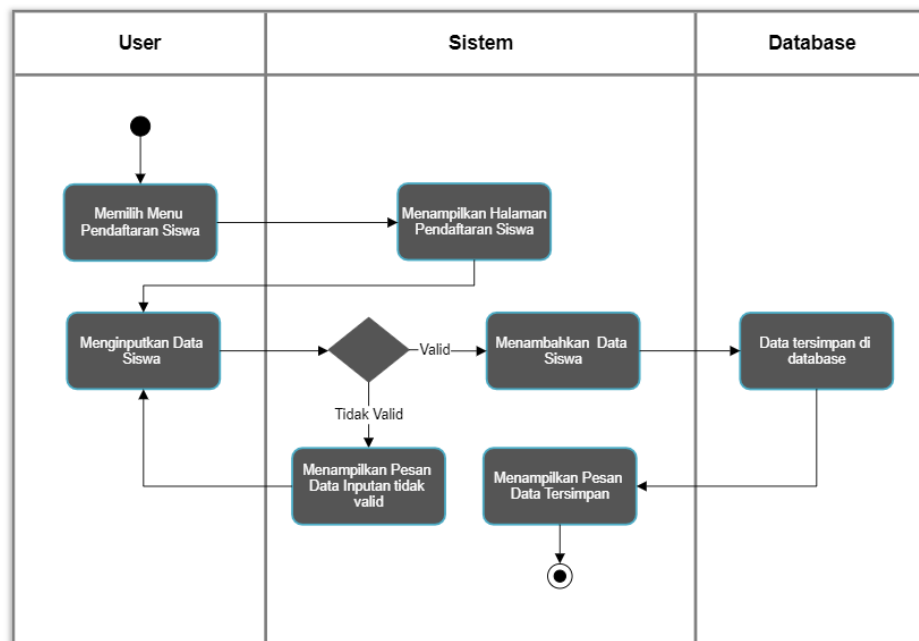 User
Sistem
Database
Memilih Menu
Pendaftaran Siswa
Menampilkan Halaman
Pendaftaran Siswa
Menginputkan Data
Siswa
Valid
Menambahkan Data
Siswa
Data tersimpan di
database
Tidak Valid
Menampilkan Pesan
Data Inputan tidak
valid
Menampilkan Pesan
Data Tersimpan